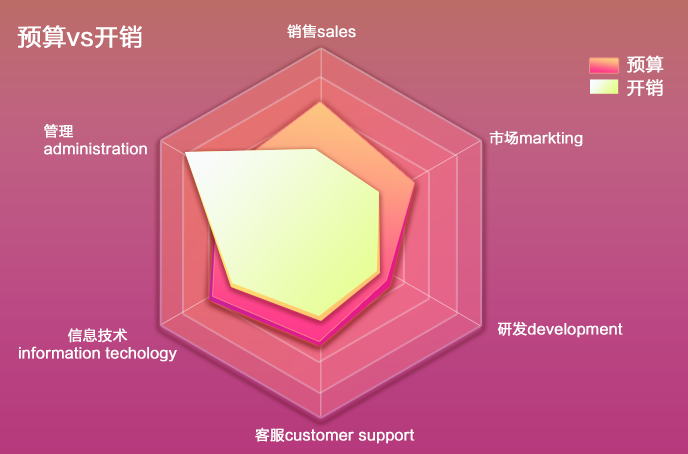 预算vs开销
销售sales
预算
开销
管理
administration
市场markting
信息技术
information techology
研发development
客服customer support